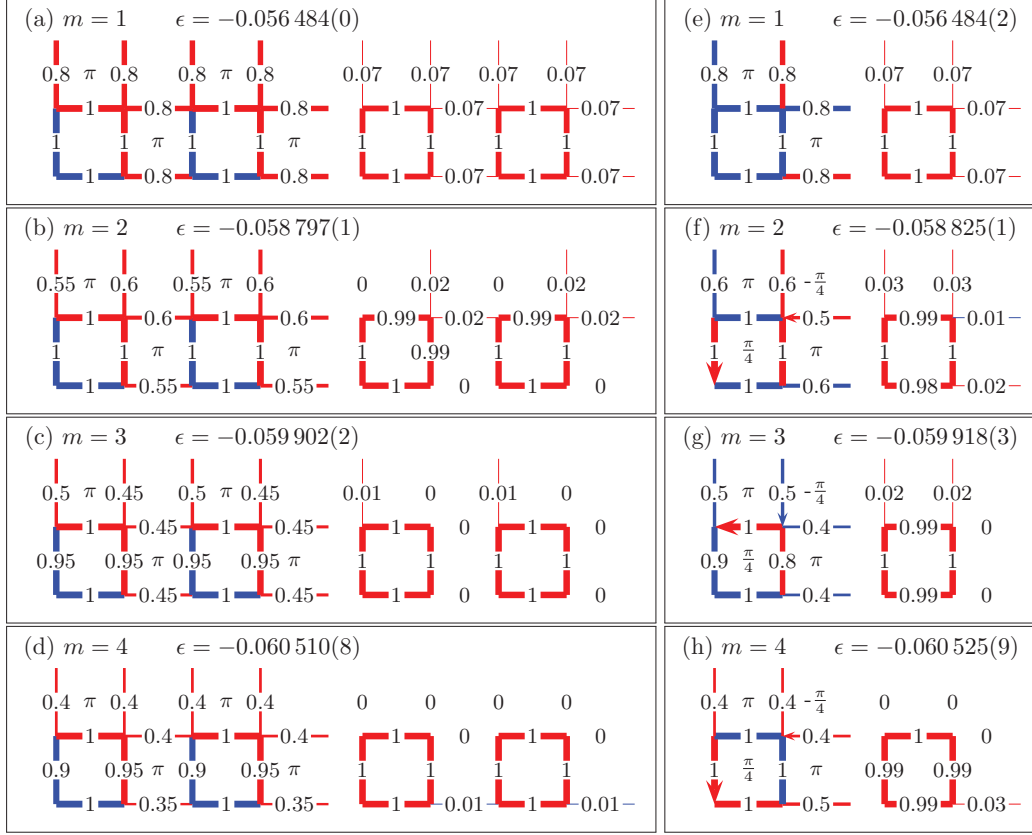 (a) m = 1 ϵ = −0.056 484(0)
0.8 π 0.8 0.8 π 0.8 0.07 0.07 0.07 0.07
1 0.8 1 0.8 1 0.07 1 0.07
1 1 π 1 1 π 1 1 1 1
1 0.8 1 0.8 1 0.07 1 0.07
(e) m = 1 ϵ = −0.056 484(2)
0.8 π 0.8 0.07 0.07
1 0.8 1 0.07
1 1 π 1 1
1 0.8 1 0.07
(b) m = 2 ϵ = −0.058 797(1)
0.55 π 0.6 0.55 π 0.6 0 0.02 0 0.02
1 0.6 1 0.6 0.99 0.02 0.99 0.02
1 1 π 1 1 π 1 0.99 1 1
1 0.55 1 0.55 1 0 1 0
(f) m = 2 ϵ = −0.058 825(1)
0.6 π 0.6 -π/4 0.03 0.03
1 0.5 0.99 0.01
1 π/4 1 π 1 1
1 0.6 0.98 0.02
(c) m = 3 ϵ = −0.059 902(2)
0.5 π 0.45 0.5 π 0.45 0.01 0 0.01 0
1 0.45 1 0.45 1 0 1 0
0.95 0.95 π 0.95 0.95 π 1 1 1 1
1 0.45 1 0.45 1 0 1 0
(g) m = 3 ϵ = −0.059 918(3)
0.5 π 0.5 -π/4 0.02 0.02
1 0.4 0.99 0
0.9 π/4 0.8 π 1 1
1 0.4 0.99 0
(d) m = 4 ϵ = −0.060 510(8)
0.4 π 0.4 0.4 π 0.4 0 0 0 0
1 0.4 1 0.4 1 0 1 0
0.9 0.95 π 0.9 0.95 π 1 1 1 1
1 0.35 1 0.35 1 0.01 1 0.01
(h) m = 4 ϵ = −0.060 525(9)
0.4 π 0.4 -π/4 0 0
1 0.4 1 0
1 π/4 1 π 0.99 0.99
1 0.5 0.99 0.03